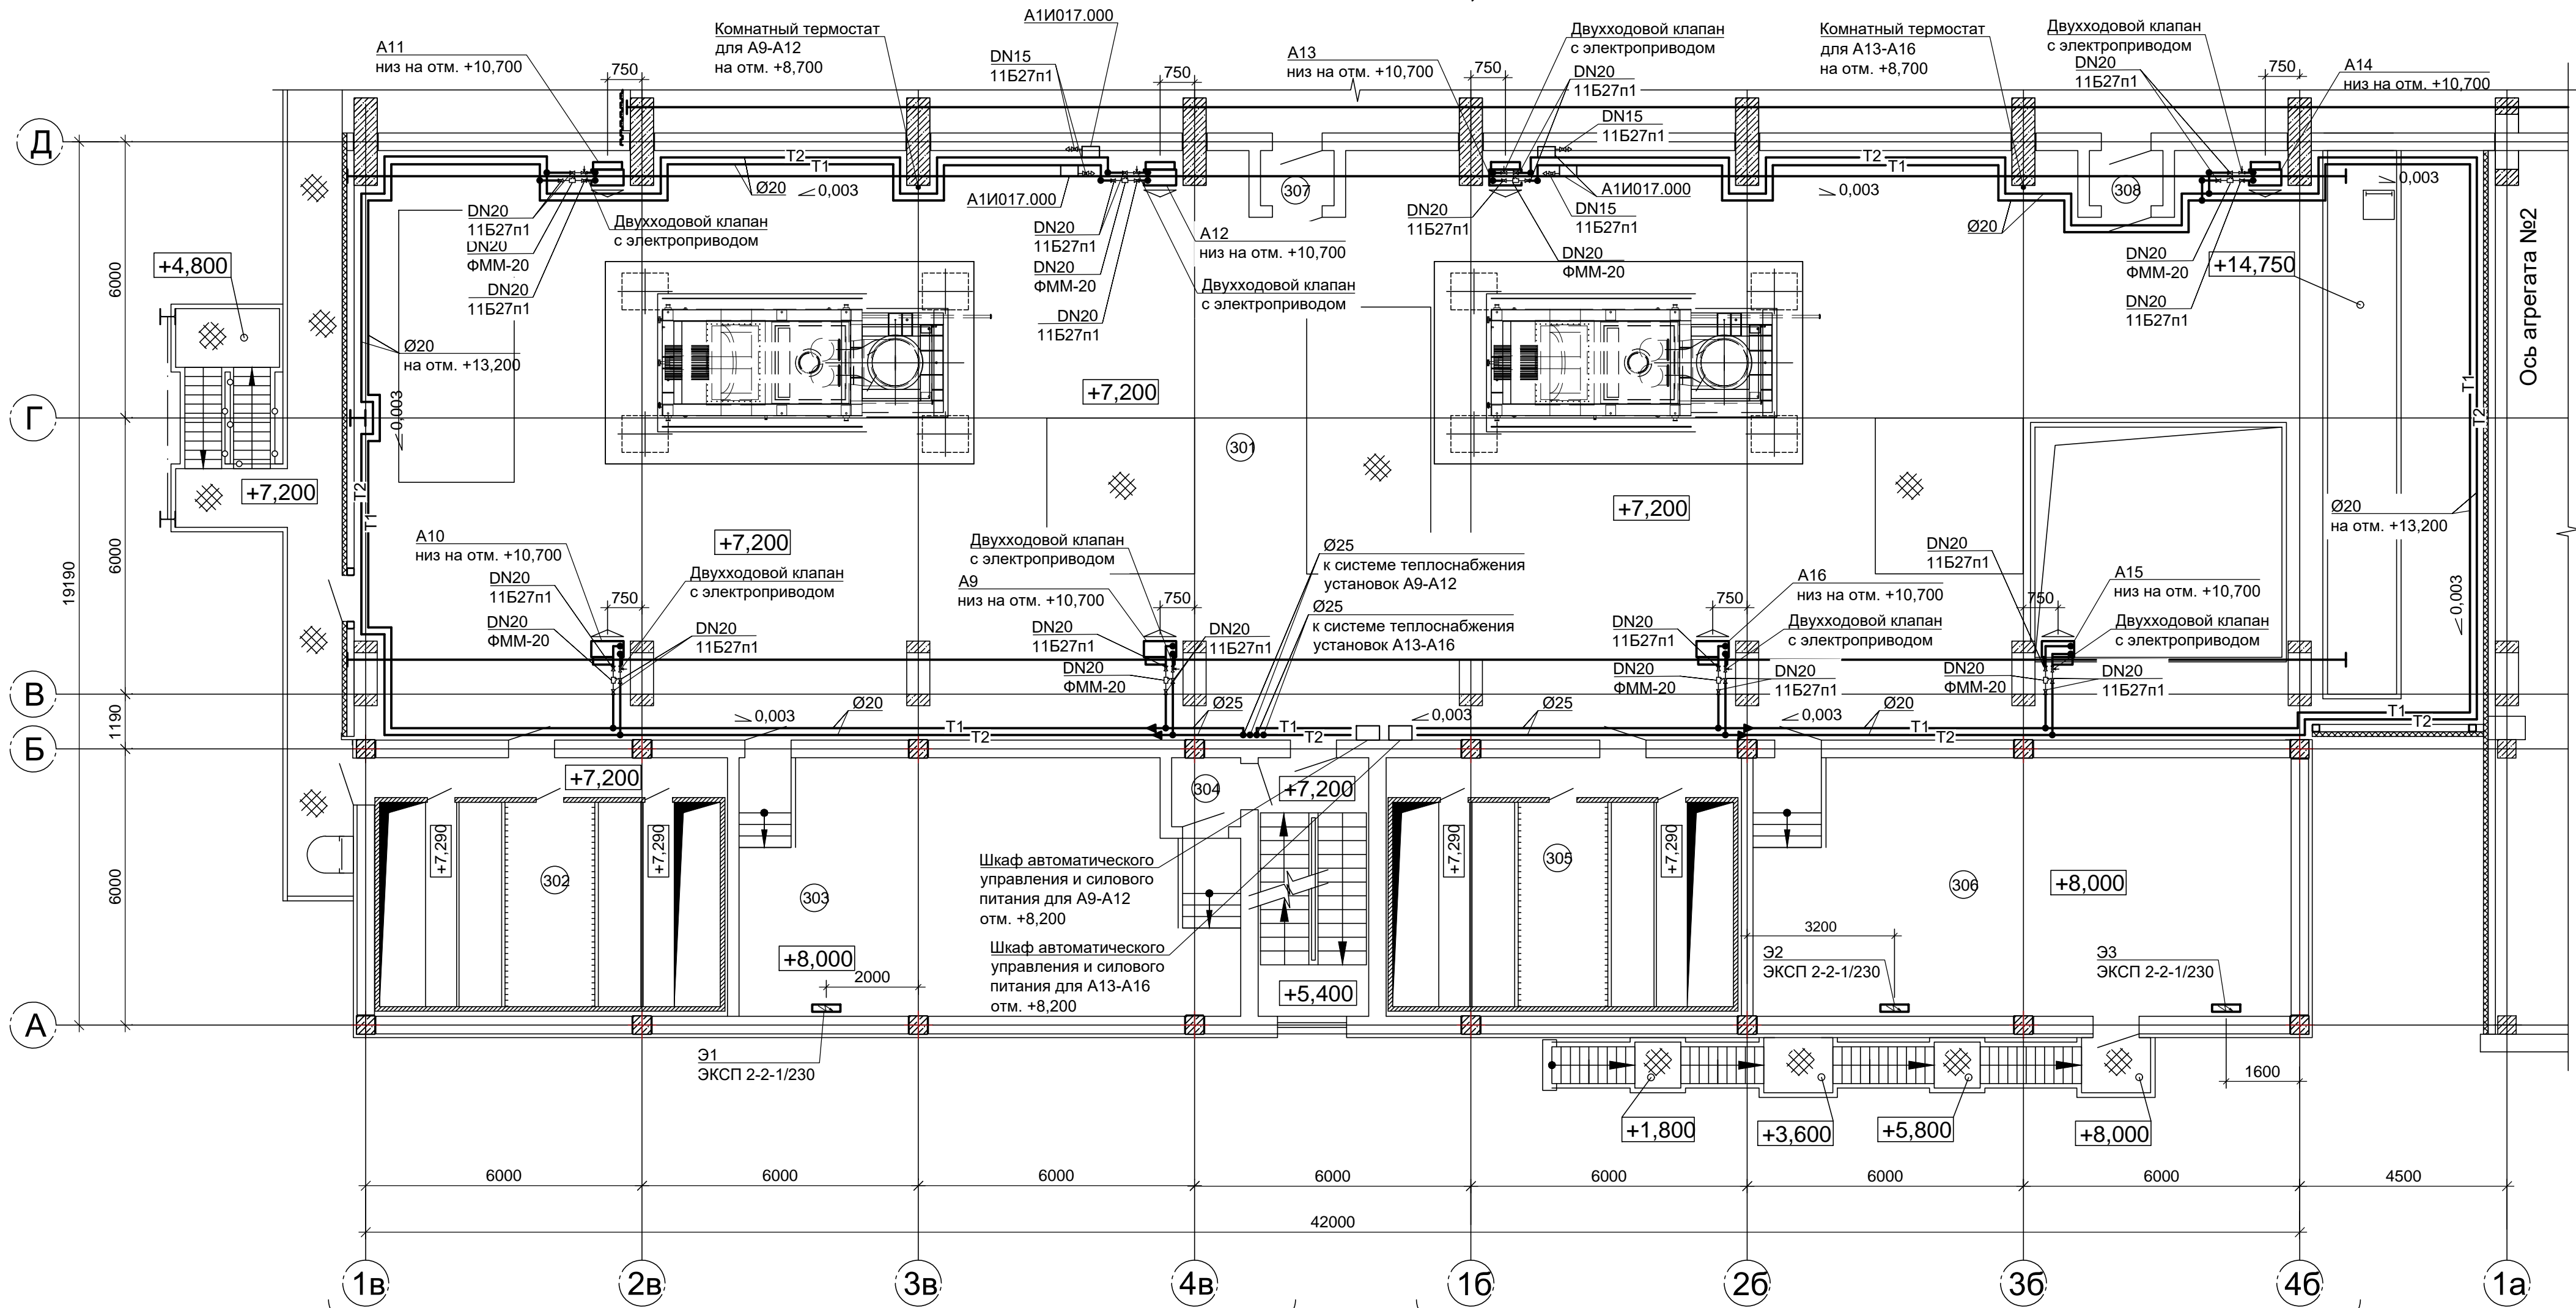 А11
низ на отм. +10,700
750
Комнатный термостат
для А9-А12
на отм. +8,700
А1И017.000
DN15
11Б27п1
750
А13
низ на отм. +10,700
750
Двухходовой клапан
с электроприводом
DN20
11Б27п1
DN15
11Б27п1
Комнатный термостат
для А13-А16
на отм. +8,700
Двухходовой клапан
с электроприводом
DN20
11Б27п1
750
А14
низ на отм. +10,700
Д
Т2
Т1
Ø20
0,003
А1И017.000
307
А1И017.000
Т2
Т1
0,003
308
0,003
DN20
11Б27п1
DN20
ФММ-20
DN20
11Б27п1
Двухходовой клапан
с электроприводом
DN20
11Б27п1
DN20
ФММ-20
DN20
11Б27п1
А12
низ на отм. +10,700
Двухходовой клапан
с электроприводом
DN20
11Б27п1
DN15
11Б27п1
DN20
ФММ-20
Ø20
DN20
ФММ-20
DN20
11Б27п1
+14,750
Ось агрегата №2
+4,800
6000
Ø20
на отм. +13,200
0,003
+7,200
Т1
Т2
Г
301
+7,200
Т2
Т1
+7,200
+7,200
Ø20
на отм. +13,200
19190
6000
А10
низ на отм. +10,700
DN20
11Б27п1
DN20
ФММ-20
750
Двухходовой клапан
с электроприводом
DN20
11Б27п1
Двухходовой клапан
с электроприводом
А9
низ на отм. +10,700
750
DN20
11Б27п1
DN20
ФММ-20
DN20
11Б27п1
Ø25
к системе теплоснабжения
установок А9-А12
Ø25
к системе теплоснабжения
установок А13-А16
DN20
11Б27п1
750
А16
низ на отм. +10,700
Двухходовой клапан
с электроприводом
DN20
11Б27п1
DN20
ФММ-20
DN20
11Б27п1
750
А15
низ на отм. +10,700
Двухходовой клапан
с электроприводом
DN20
ФММ-20
DN20
11Б27п1
0,003
В
1190
0,003
Ø20
Т1
Т2
Ø25
Т1
Т2
0,003
Ø25
0,003
Ø20
Т1
Т2
Т1
Т2
Б
+7,200
304
+7,200
6000
+7,290
302
+7,290
303
+8,000
2000
Шкаф автоматического
управления и силового
питания для А9-А12
отм. +8,200
Шкаф автоматического
управления и силового
питания для А13-А16
отм. +8,200
+5,400
+7,290
305
+7,290
306
+8,000
3200
Э2
ЭКСП 2-2-1/230
Э3
ЭКСП 2-2-1/230
А
Э1
ЭКСП 2-2-1/230
1600
+1,800
+3,600
+5,800
+8,000
6000
6000
6000
6000
6000
6000
6000
4500
42000
1в
2в
3в
4в
1б
2б
3б
4б
1а